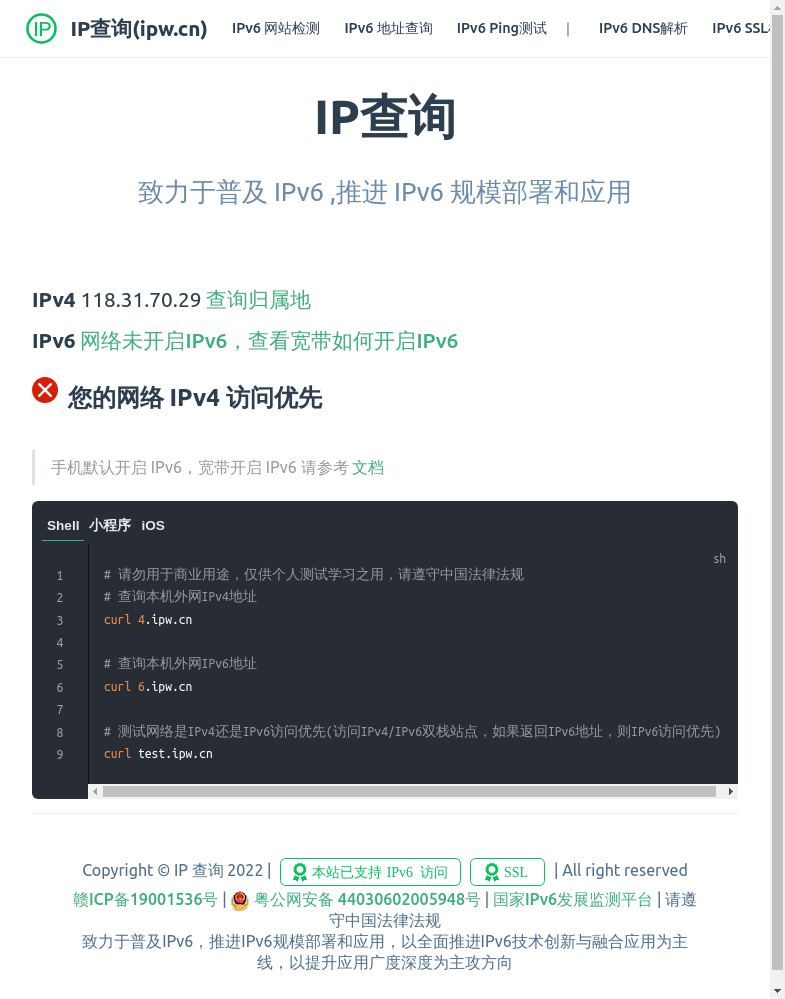 IP IP查询(ipw.cn) IPv6 网站检测 IPv6 地址查询 IPv6 Ping测试 | IPv6 DNS解析 IPv6 SSL
IP查询
致力于普及 IPv6 ,推进 IPv6 规模部署和应用
IPv4 118.31.70.29 查询归属地
IPv6 网络未开启IPv6，查看宽带如何开启IPv6
您的网络 IPv4 访问优先
手机默认开启 IPv6，宽带开启 IPv6 请参考 文档
Shell 小程序 iOS
sh
1 # 请勿用于商业用途，仅供个人测试学习之用，请遵守中国法律法规
2 # 查询本机外网IPv4地址
3 curl 4.ipw.cn
4
5 # 查询本机外网IPv6地址
6 curl 6.ipw.cn
7
8 # 测试网络是IPv4还是IPv6访问优先(访问IPv4/IPv6双栈站点，如果返回IPv6地址，则IPv6访问优先)
9 curl test.ipw.cn
Copyright © IP 查询 2022 | 本站已支持 IPv6 访问 SSL | All right reserved
赣ICP备19001536号 | 粤公网安备 44030602005948号 | 国家IPv6发展监测平台 | 请遵
守中国法律法规
致力于普及IPv6，推进IPv6规模部署和应用，以全面推进IPv6技术创新与融合应用为主
线，以提升应用广度深度为主攻方向